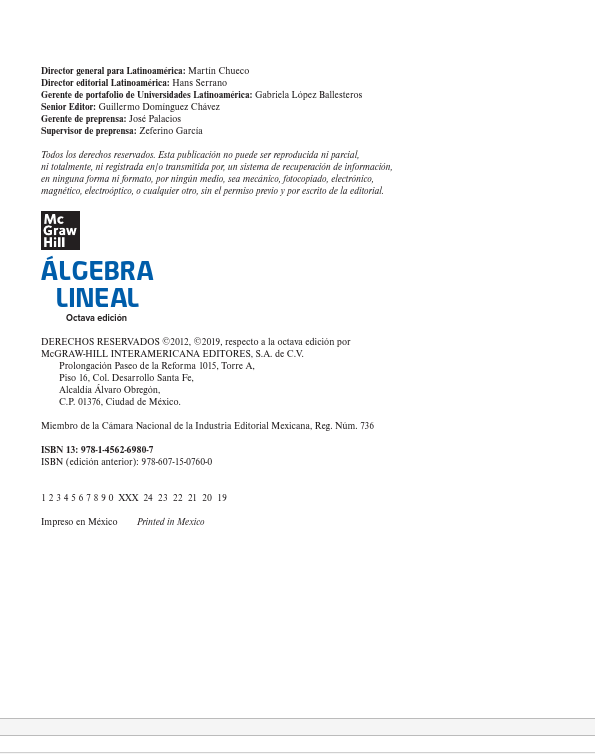 Director general para Latinoamérica: Martín Chueco
Director editorial Latinoamérica: Hans Serrano
Gerente de portafolio de Universidades Latinoamérica: Gabriela López Ballesteros
Senior Editor: Guillermo Domínguez Chávez
Gerente de preprensa: José Palacios
Supervisor de preprensa: Zeferino García
Todos los derechos reservados. Esta publicación no puede ser reproducida ni parcial,
ni totalmente, ni registrada en/o transmitida por, un sistema de recuperación de información,
en ninguna forma ni formato, por ningún medio, sea mecánico, fotocopiado, electrónico,
magnético, electroóptico, o cualquier otro, sin el permiso previo y por escrito de la editorial.
Mc
Graw
Hill
ÁLGEBRA
LINEAL
Octava edición
DERECHOS RESERVADOS ©2012, ©2019, respecto a la octava edición por
McGRAW-HILL INTERAMERICANA EDITORES, S.A. de C.V.
Prolongación Paseo de la Reforma 1015, Torre A,
Piso 16, Col. Desarrollo Santa Fe,
Alcaldía Álvaro Obregón,
C.P. 01376, Ciudad de México.
Miembro de la Cámara Nacional de la Industria Editorial Mexicana, Reg. Núm. 736
ISBN 13: 978-1-4562-6980-7
ISBN (edición anterior): 978-607-15-0760-0
1 2 3 4 5 6 7 8 9 0 XXX 24 23 22 21 20 19
Impreso en México Printed in Mexico